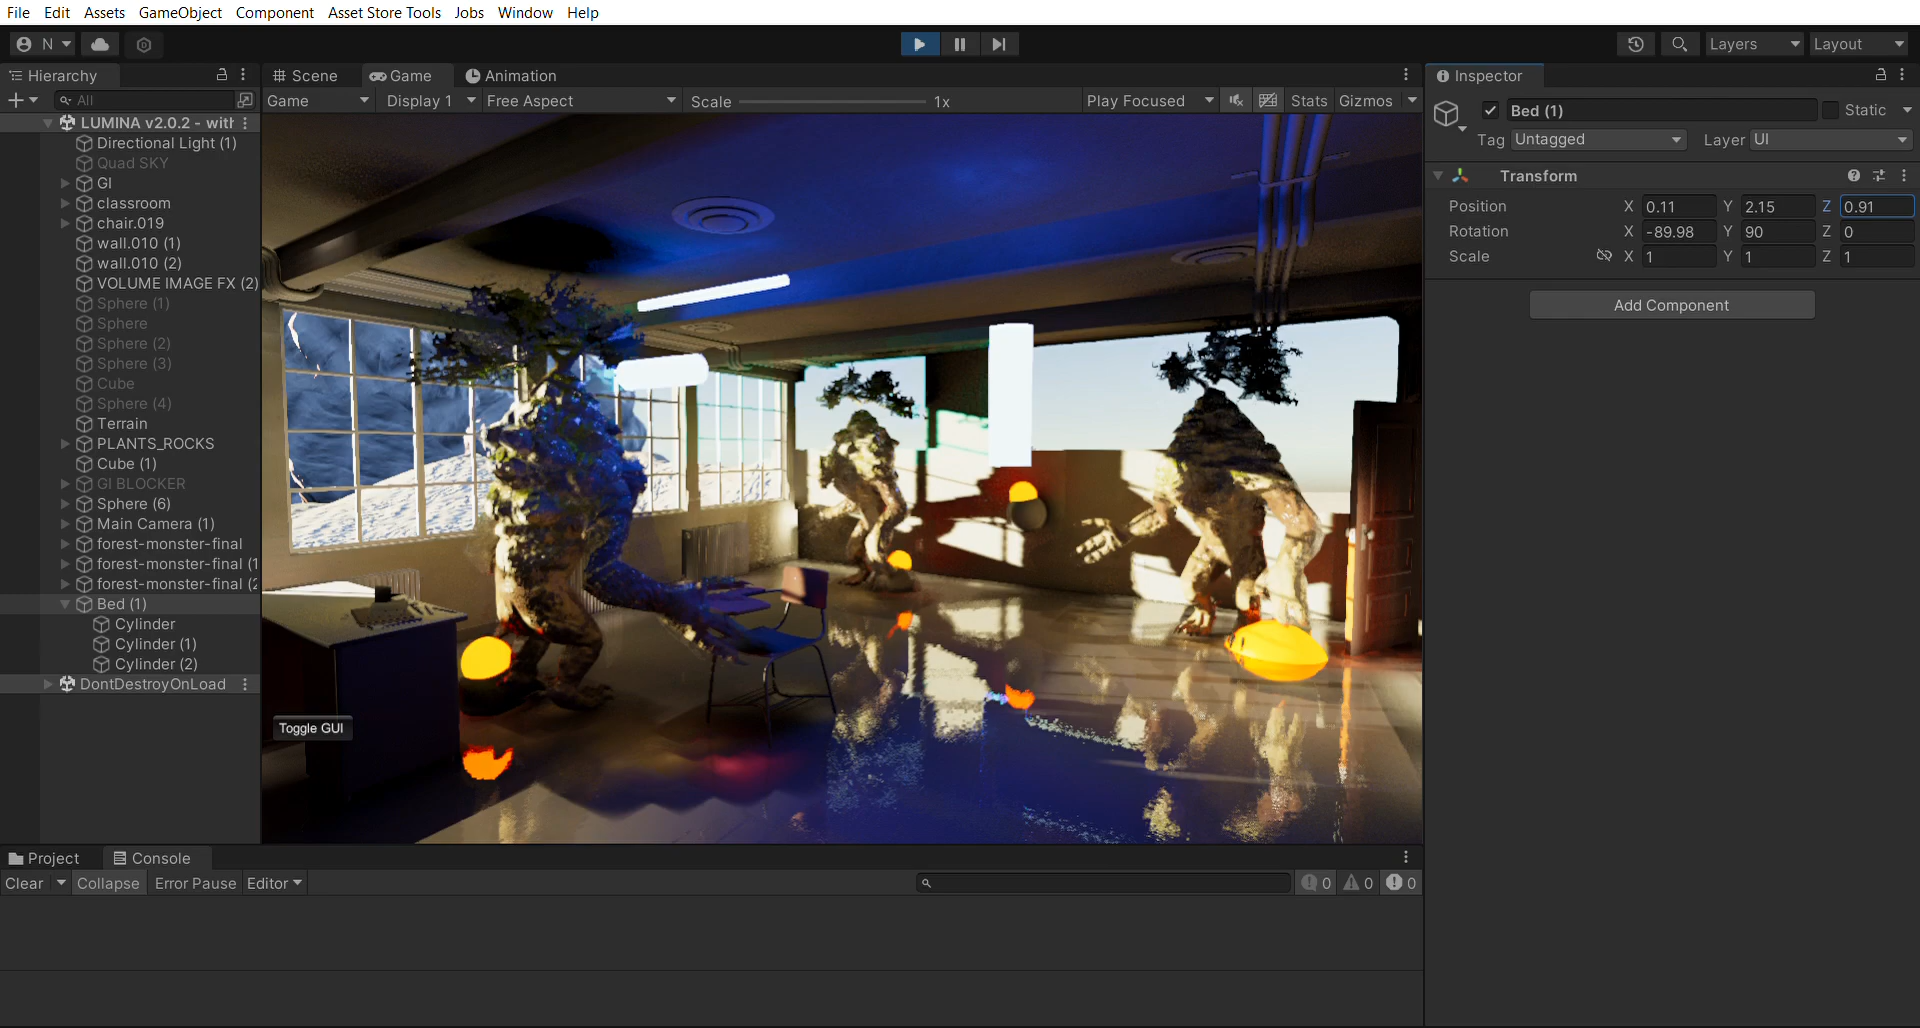 File Edit Assets GameObject Component Asset Store Tools Jobs Window Help
N Layers Layout
Hierarchy
All
LUMINA v2.0.2 - with
Directional Light (1)
Quad SKY
GI
classroom
chair.019
wall.010 (1)
wall.010 (2)
VOLUME IMAGE FX (2)
Sphere (1)
Sphere
Sphere (2)
Sphere (3)
Cube
Sphere (4)
Terrain
PLANTS_ROCKS
Cube (1)
GI BLOCKER
Sphere (6)
Main Camera (1)
forest-monster-final
forest-monster-final (1
forest-monster-final (2
Bed (1)
Cylinder
Cylinder (1)
Cylinder (2)
DontDestroyOnLoad
Scene Game Animation
Game Display 1 Free Aspect Scale 1x Play Focused Stats Gizmos
Toggle GUI
Inspector
Bed (1) Static
Tag Untagged Layer UI
Transform
Position X 0.11 Y 2.15 Z 0.91
Rotation X -89.98 Y 90 Z 0
Scale X 1 Y 1 Z 1
Add Component
Project Console
Clear Collapse Error Pause Editor 0 0 0